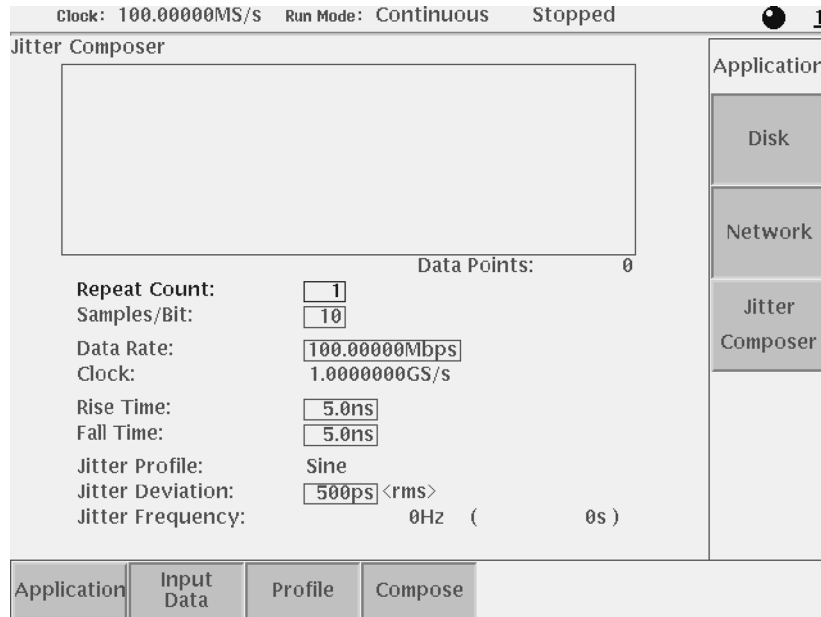 Clock: 100.00000MS/s Run Mode: Continuous Stopped 1
Jitter Composer
Data Points: 0
Repeat Count: 1
Samples/Bit: 10
Data Rate: 100.00000Mbps
Clock: 1.0000000GS/s
Rise Time: 5.0ns
Fall Time: 5.0ns
Jitter Profile: Sine
Jitter Deviation: 500ps <rms>
Jitter Frequency: 0Hz ( 0s )
Application
Disk
Network
Jitter
Composer
Application
Input
Data
Profile
Compose